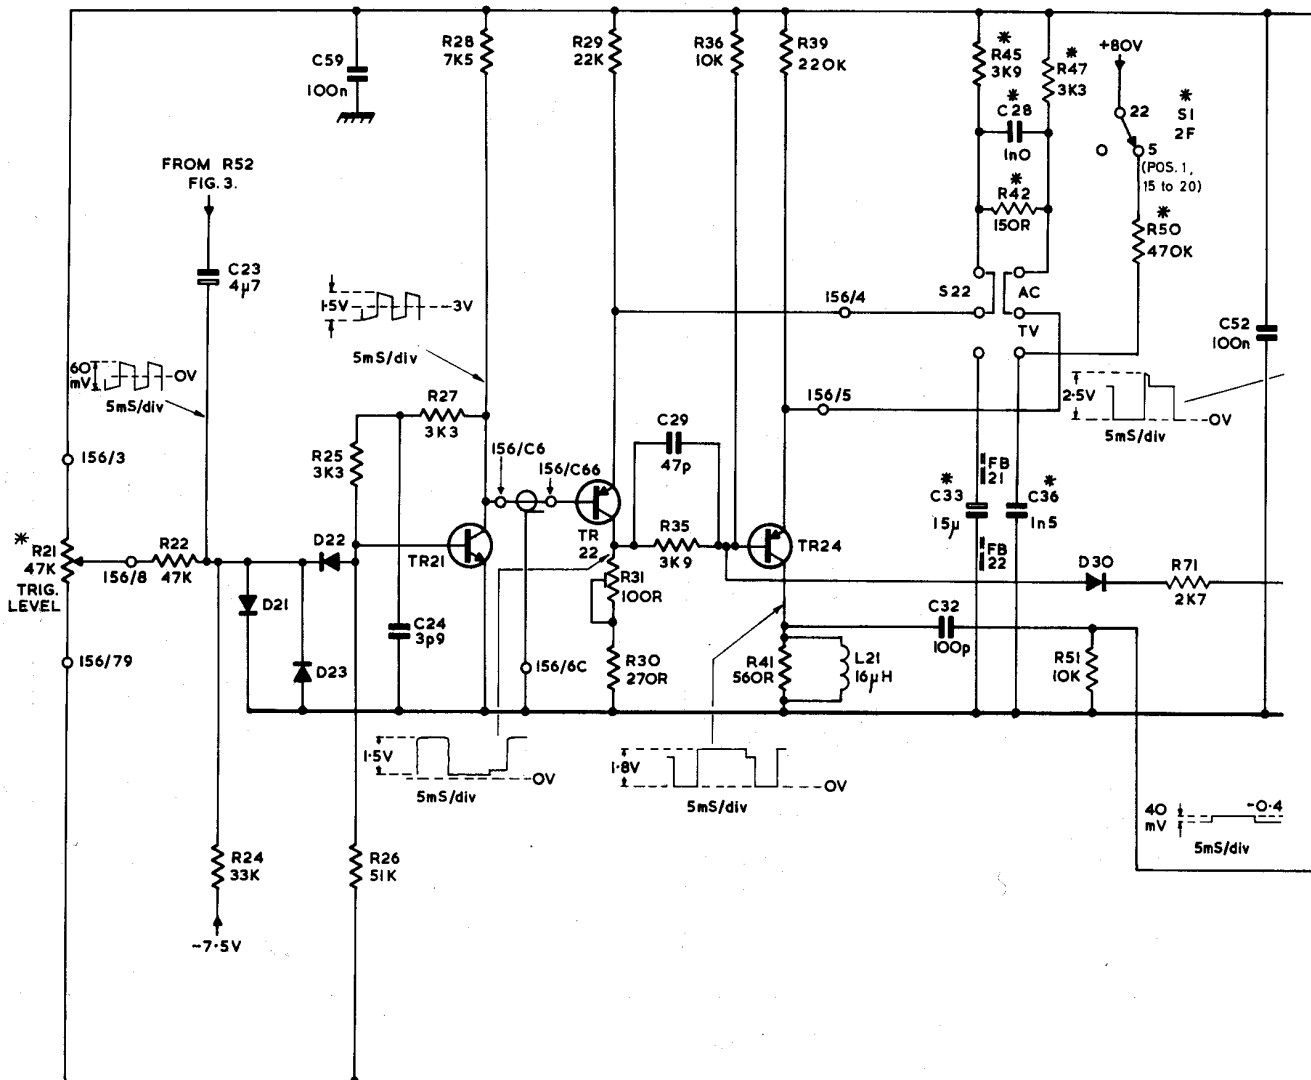 R28
7K5
R29
22K
R36
10K
R39
220K
*
R45
3K9
*
R47
3K3
+80V
C59
100n
*
C28
1n0
22
*
S1
2F
5
(POS. 1,
15 to 20)
FROM R52
FIG. 3.
*
R42
150R
*
R50
470K
C23
4µ7
1·5V
-3V
156/4
S22
AC
TV
C52
100n
5mS/div
60
mV
0V
5mS/div
R27
3K3
156/5
2·5V
0V
5mS/div
C29
47p
156/3
R25
3K3
156/C6
156/C66
FB
21
*
C33
15µ
*
C36
1n5
FB
22
*
R21
47K
TRIG.
LEVEL
R22
47K
156/8
D22
TR21
TR
22
R35
3K9
TR24
D30
R71
2K7
D21
R31
100R
C24
3p9
C32
100p
156/79
D23
156/6C
R30
270R
R41
560R
L21
16µH
R51
10K
1·5V
0V
5mS/div
1·8V
0V
5mS/div
40
mV
-0.4
5mS/div
R24
33K
R26
51K
-7·5V